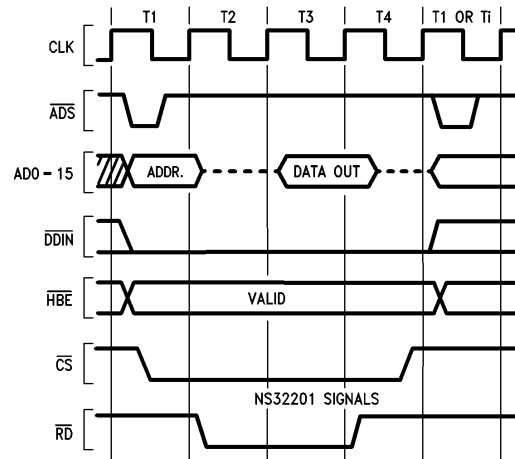 T1 T2 T3 T4 T1 OR Ti
CLK
ADS
AD0-15 ADDR. DATA OUT
DDIN
HBE VALID
CS
NS32201 SIGNALS
RD